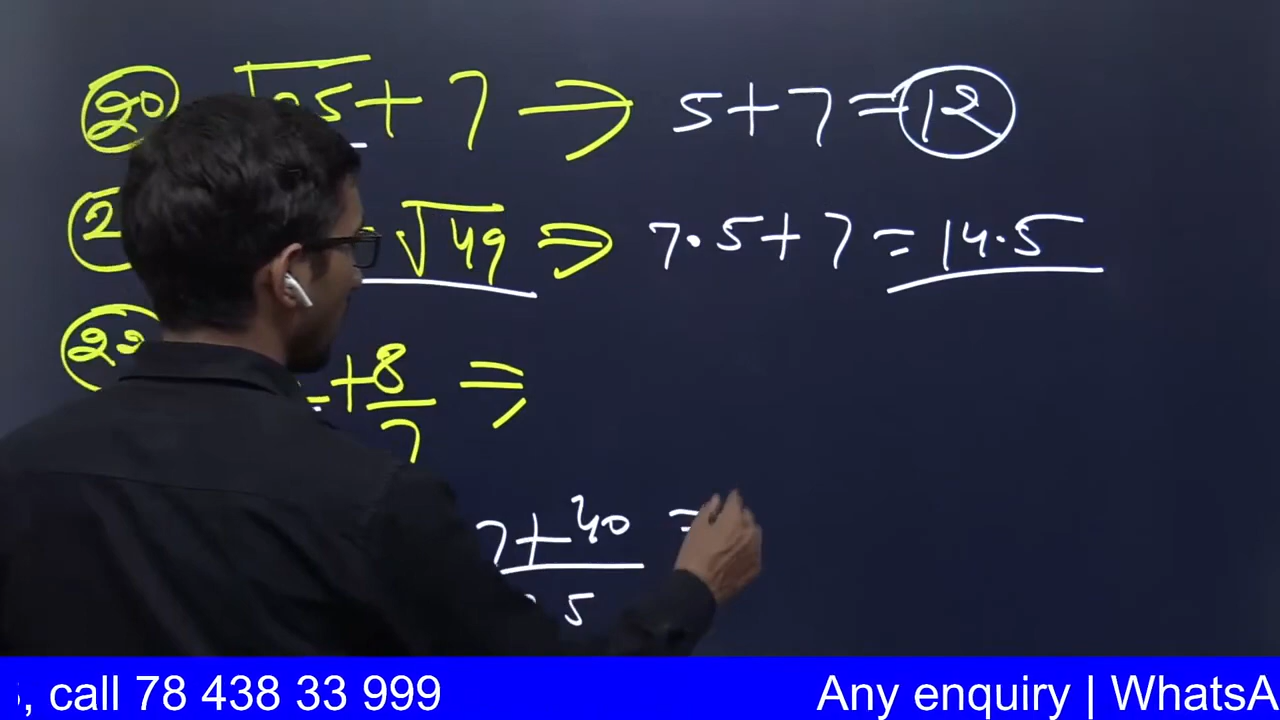 20 √25 + 7 → 5 + 7 = 12
√49 ⇒ 7.5 + 7 = 14.5
22 + 8/7 ⇒
7 + 40 =
5
, call 78 438 33 999 Any enquiry | WhatsA